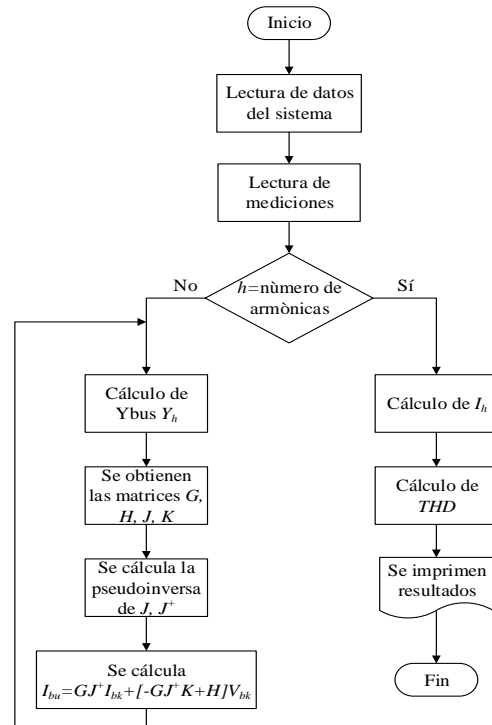 Inicio
Lectura de datos
del sistema
Lectura de
mediciones
No
h=nùmero de
armònicas
Sí
Cálculo de
Ybus Yh
Se obtienen
las matrices G,
H, J, K
Se cálcula la
pseudoinversa
de J, J⁺
Se cálcula
Ibu=GJ⁺Ibk+[-GJ⁺K+H]Vbk
Cálculo de Ih
Cálculo de
THD
Se imprimen
resultados
Fin